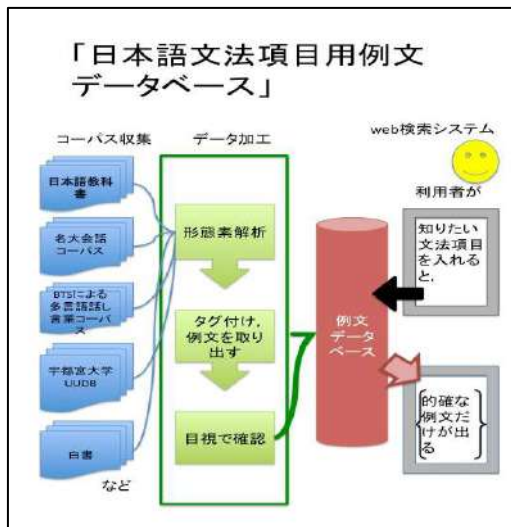 「日本語文法項目用例文
データベース」
コーパス収集
データ加工
web検索システム
日本語教科
書
名大会話
コーパス
BTSによる
多言語話し
言葉コーパ
ス
宇都宮大学
UUDB
白書
など
形態素解析
タグ付け,
例文を取り
出す
目視で確認
例文
データ
ベース
利用者が
知りたい
文法項目
を入れる
と,
的確な
例文だ
けが出
る